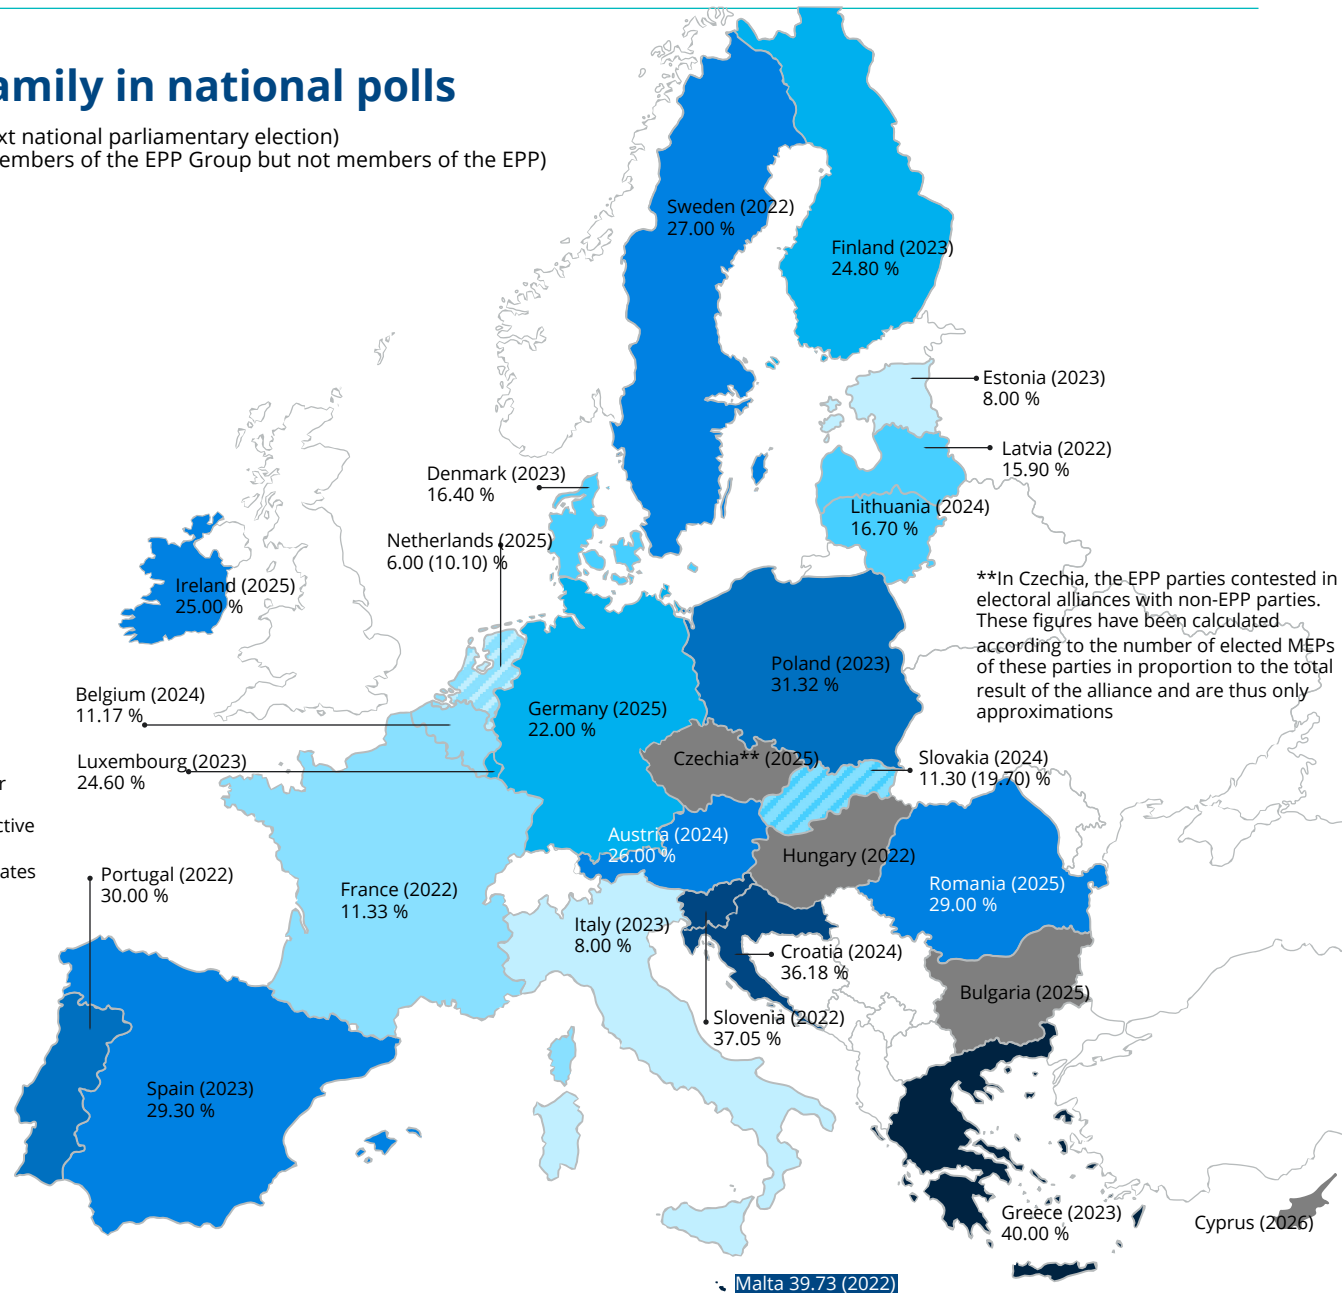 amily in national polls
xt national parliamentary election)
embers of the EPP Group but not members of the EPP)
Sweden (2022)
27.00 %
Finland (2023)
24.80 %
Estonia (2023)
8.00 %
Latvia (2022)
15.90 %
Denmark (2023)
16.40 %
Lithuania (2024)
16.70 %
Netherlands (2025)
6.00 (10.10) %
Ireland (2025)
25.00 %
**In Czechia, the EPP parties contested in
electoral alliances with non-EPP parties.
These figures have been calculated
according to the number of elected MEPs
of these parties in proportion to the total
result of the alliance and are thus only
approximations
Poland (2023)
31.32 %
Belgium (2024)
11.17 %
Germany (2025)
22.00 %
Luxembourg (2023)
24.60 %
Czechia** (2025)
Slovakia (2024)
11.30 (19.70) %
r
ctive
ates
Austria (2024)
26.00 %
Hungary (2022)
Portugal (2022)
30.00 %
France (2022)
11.33 %
Romania (2025)
29.00 %
Italy (2023)
8.00 %
Croatia (2024)
36.18 %
Bulgaria (2025)
Slovenia (2022)
37.05 %
Spain (2023)
29.30 %
Greece (2023)
40.00 %
Cyprus (2026)
Malta 39.73 (2022)